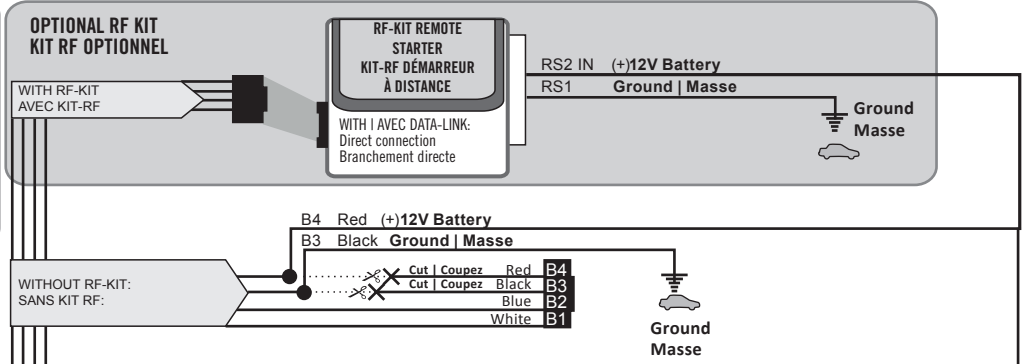 OPTIONAL RF KIT
KIT RF OPTIONNEL
RF-KIT REMOTE
STARTER
KIT-RF DÉMARREUR
À DISTANCE
WITH RF-KIT
AVEC KIT-RF
WITH | AVEC DATA-LINK:
Direct connection
Branchement directe
RS2 IN (+)12V Battery
RS1 Ground | Masse
Ground
Masse
B4 Red (+)12V Battery
B3 Black Ground | Masse
WITHOUT RF-KIT:
SANS KIT RF:
Cut | Coupez Red B4
Cut | Coupez Black B3
Blue B2
White B1
Ground
Masse